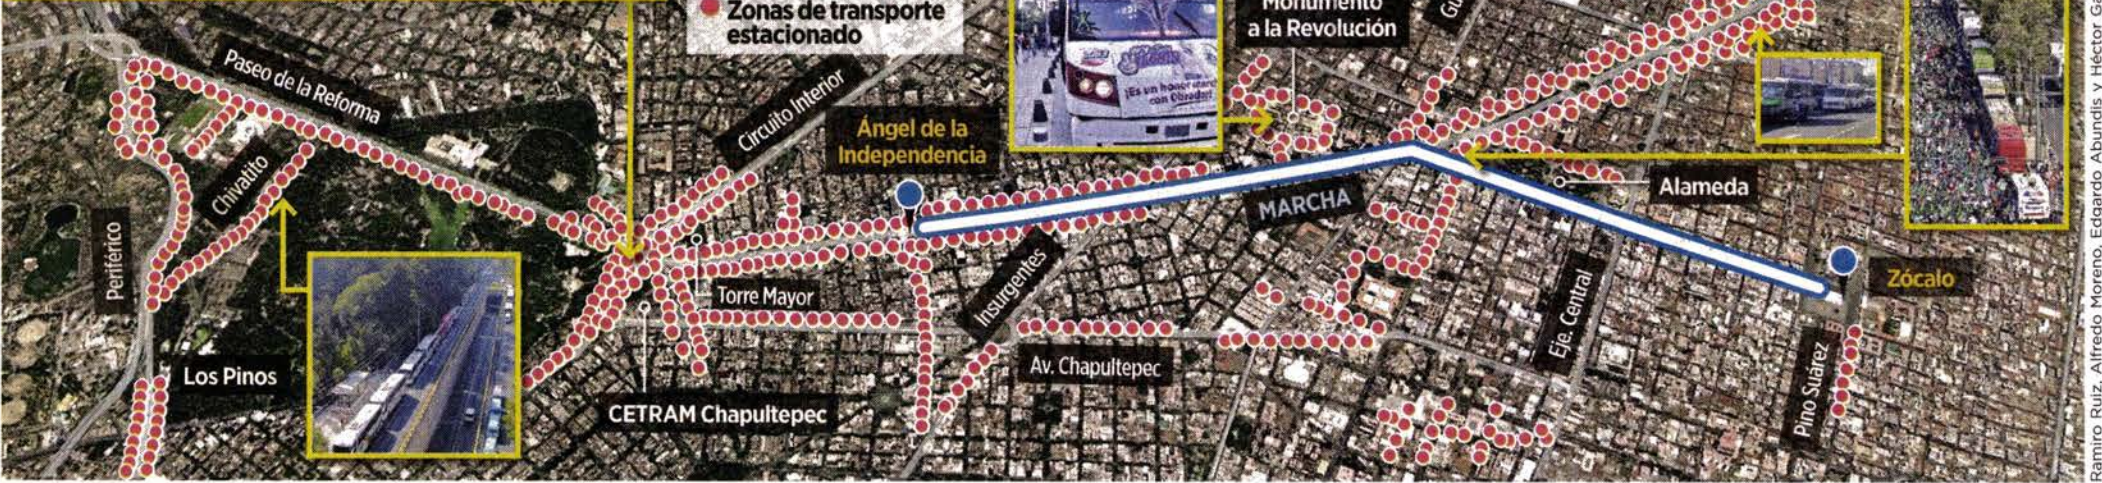 Zonas de transporte
estacionado
Monumento
a la Revolución
Paseo de la Reforma
Circuito Interior
Ángel de la
Independencia
¡Es un honor
con Obrador!
Chivatito
Periférico
MARCHA
Alameda
Zócalo
Torre Mayor
Insurgentes
Eje. Central
Los Pinos
Av. Chapultepec
Pino Suárez
CETRAM Chapultepec
Ramiro Ruiz, Alfredo Moreno, Edgardo Abundis y Héctor